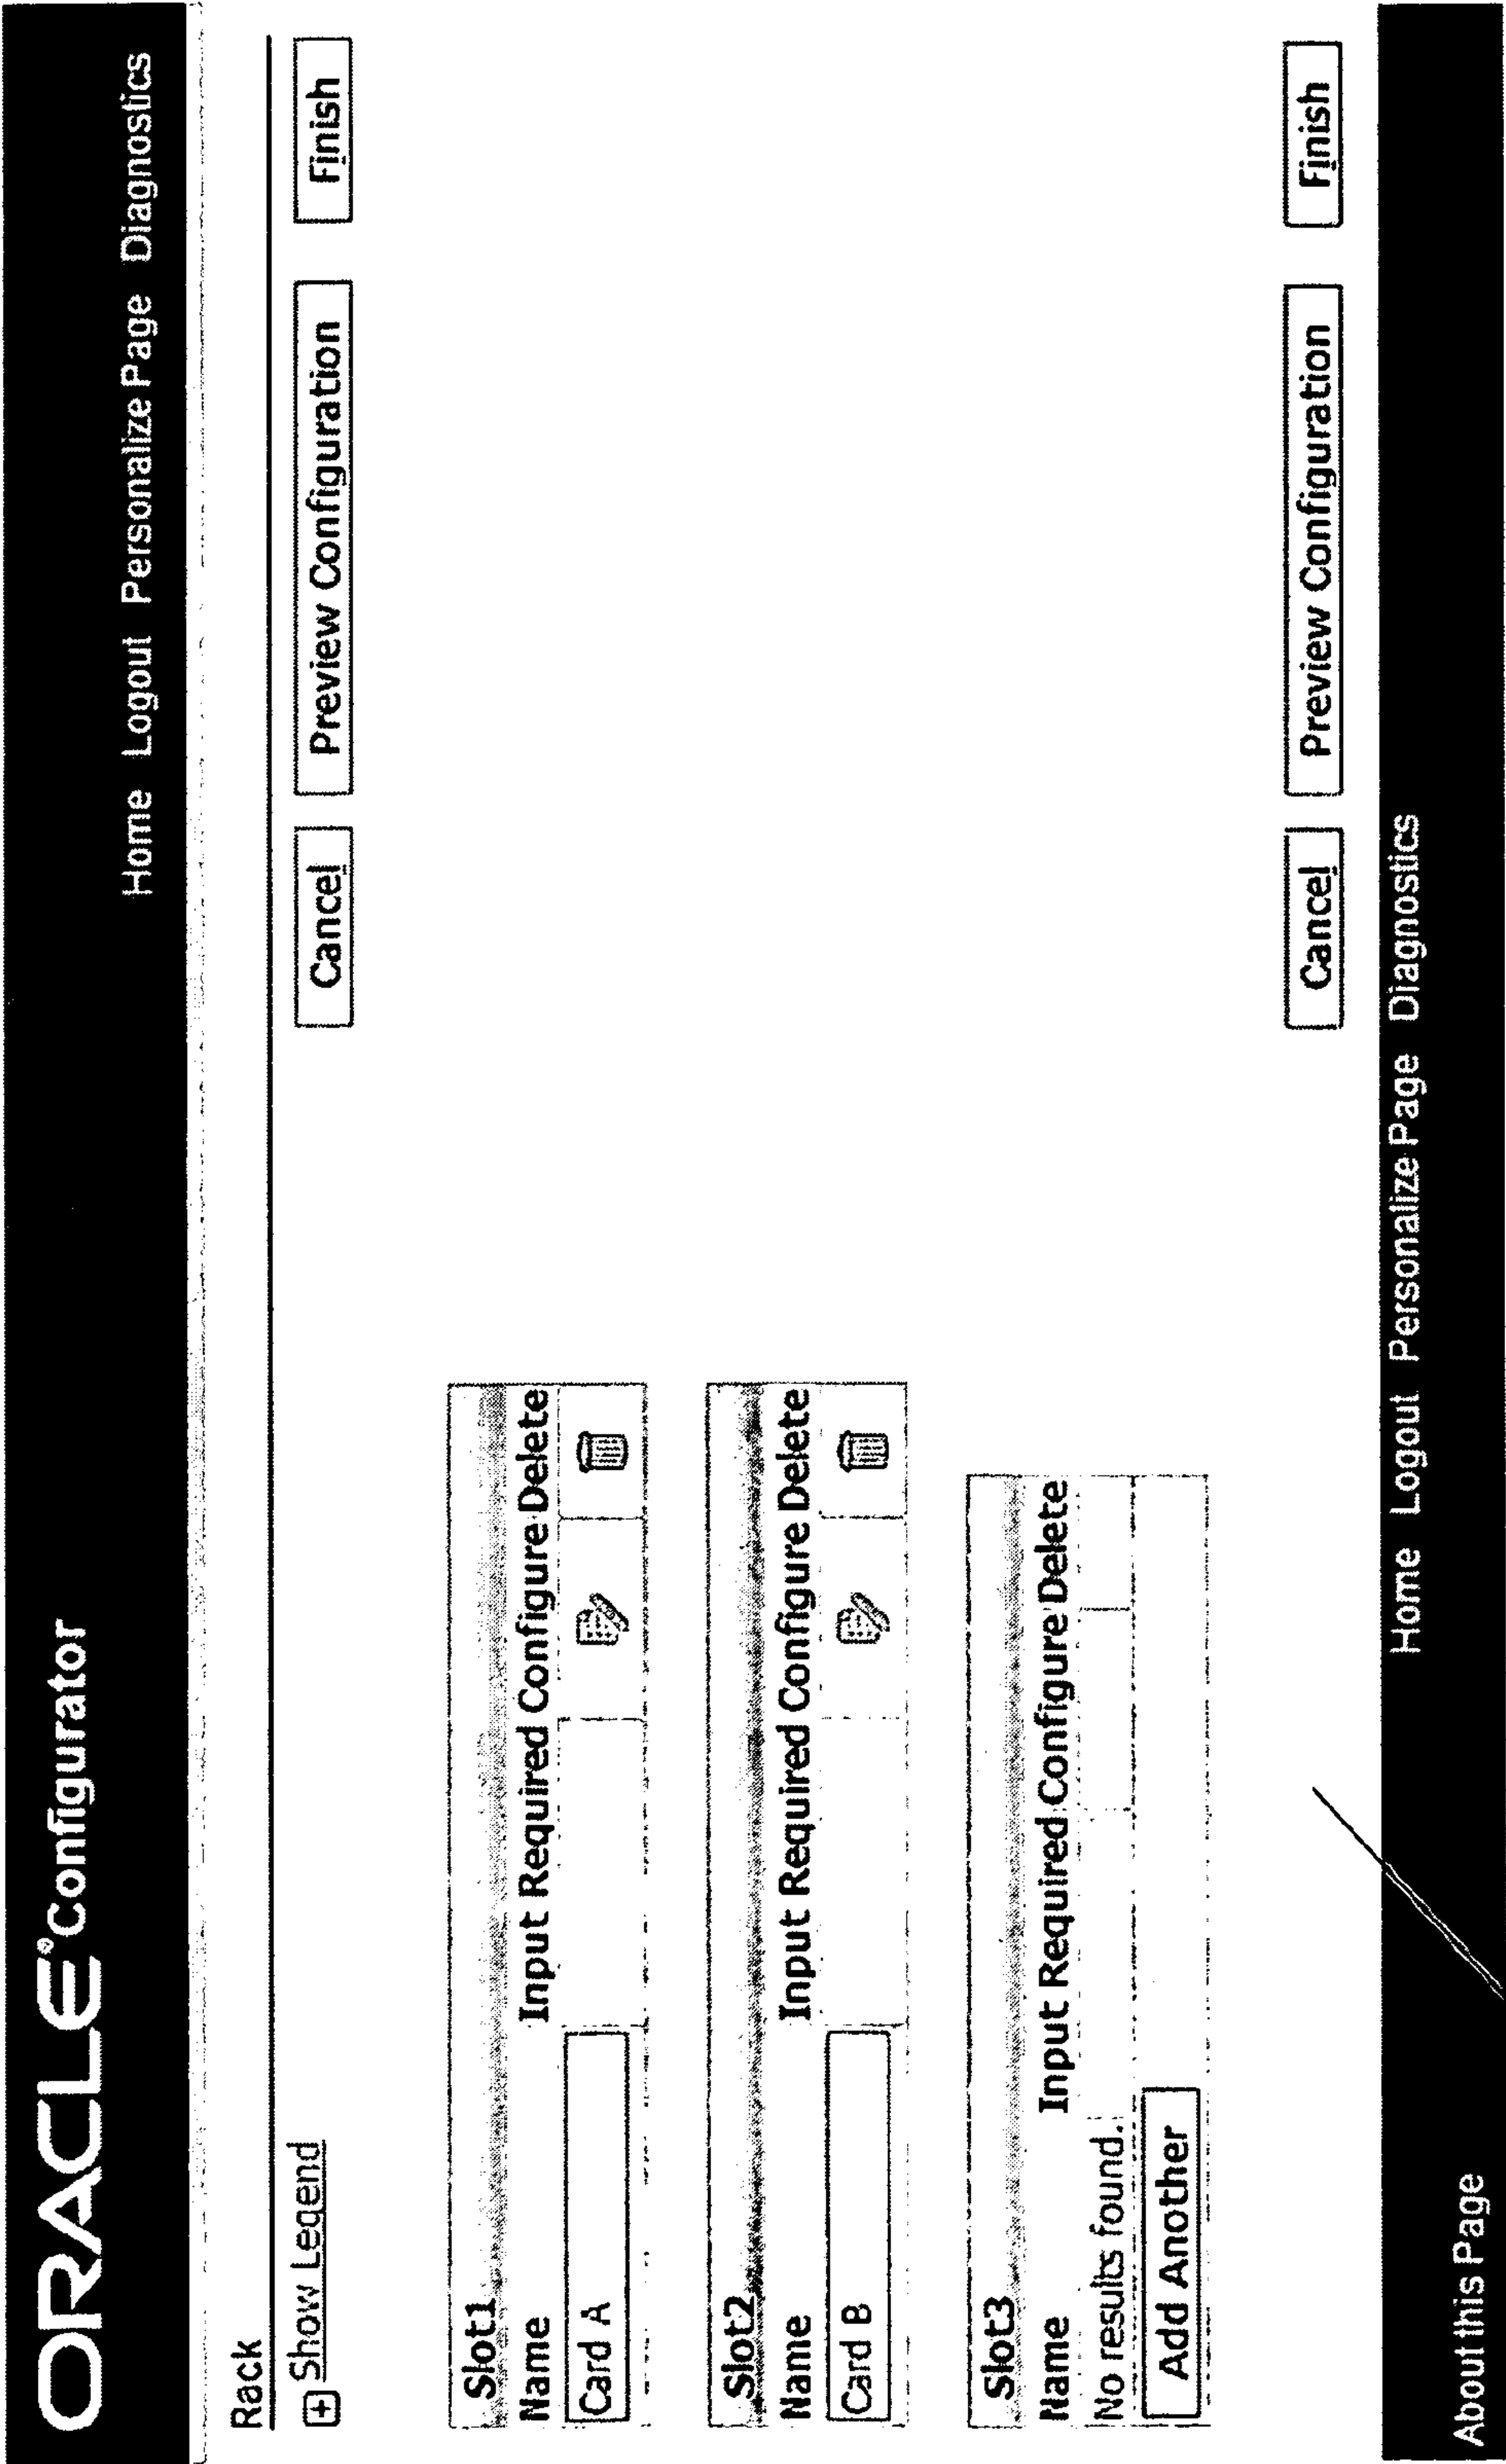 ORACLE® Configurator
Home Logout Personalize Page Diagnostics
Rack
Show Legend
Cancel Preview Configuration Finish
Slot1
Name Input Required Configure Delete
Card A
Slot2
Name Input Required Configure Delete
Card B
Slot3
Name Input Required Configure Delete
No results found.
Add Another
Cancel Preview Configuration Finish
Home Logout Personalize Page Diagnostics
About this Page